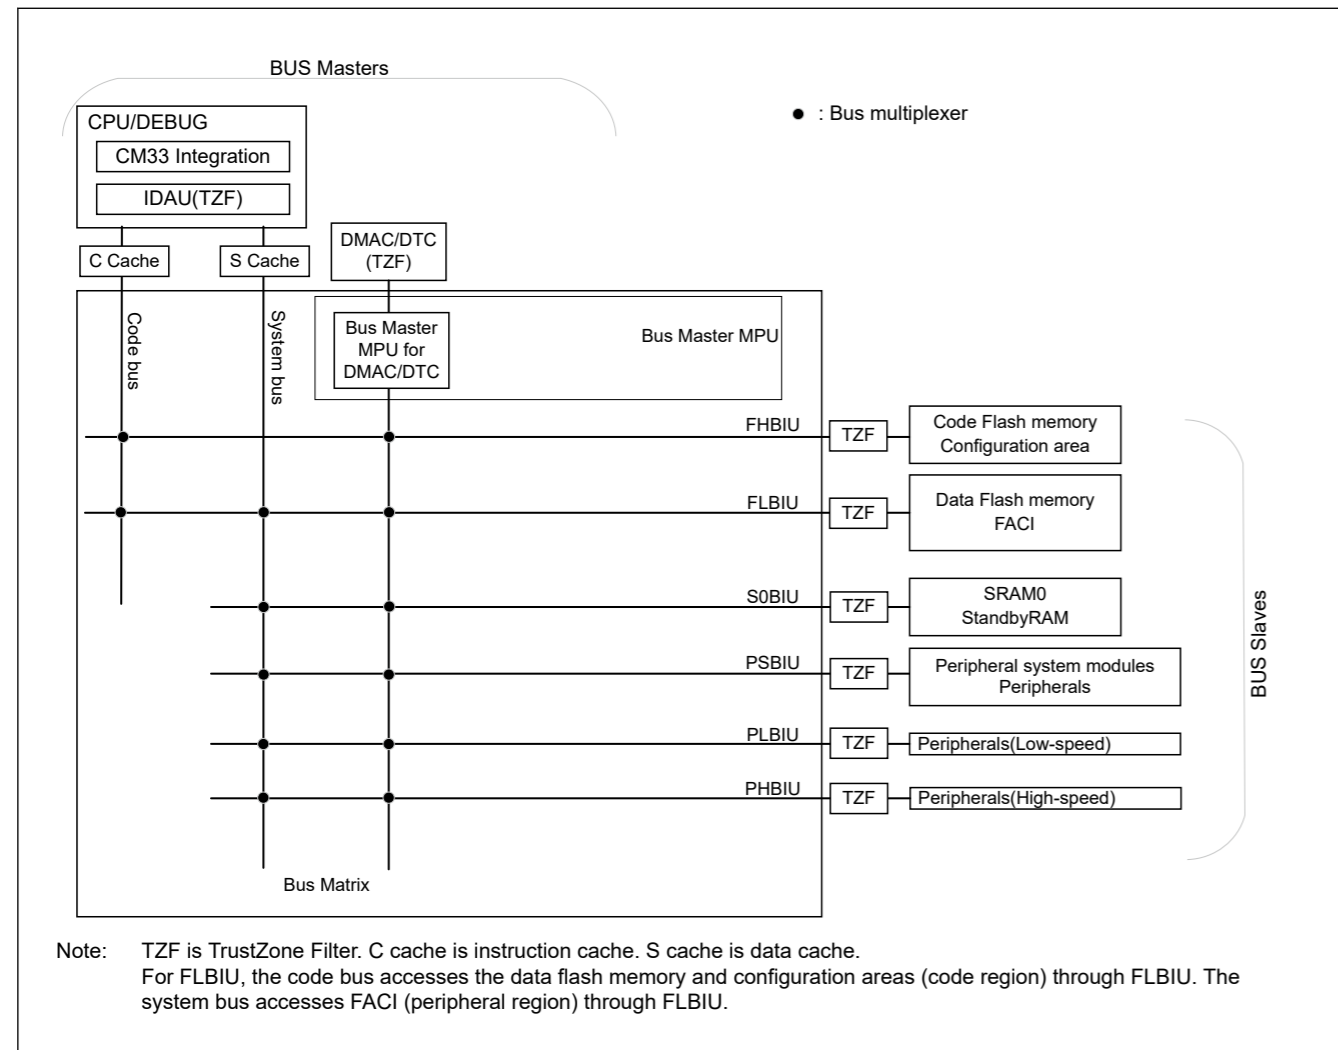 BUS Masters
● : Bus multiplexer
CPU/DEBUG
CM33 Integration
IDAU(TZF)
C Cache
S Cache
DMAC/DTC
(TZF)
Code bus
System bus
Bus Master
MPU for
DMAC/DTC
Bus Master MPU
FHBIU
TZF
Code Flash memory
Configuration area
FLBIU
TZF
Data Flash memory
FACI
S0BIU
TZF
SRAM0
StandbyRAM
PSBIU
TZF
Peripheral system modules
Peripherals
PLBIU
TZF
Peripherals(Low-speed)
PHBIU
TZF
Peripherals(High-speed)
BUS Slaves
Bus Matrix
Note: TZF is TrustZone Filter. C cache is instruction cache. S cache is data cache.
For FLBIU, the code bus accesses the data flash memory and configuration areas (code region) through FLBIU. The
system bus accesses FACI (peripheral region) through FLBIU.